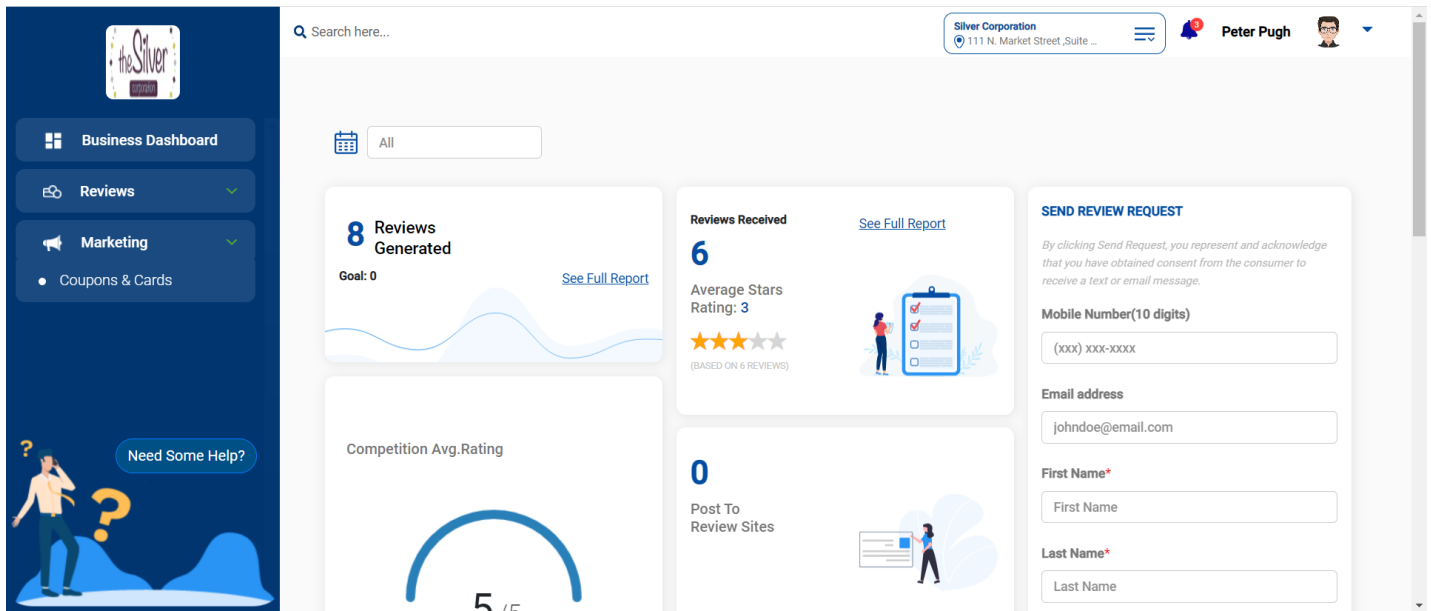 the Silver
corporation
Search here...
Silver Corporation
111 N. Market Street ,Suite ...
3
Peter Pugh
Business Dashboard
Reviews
Marketing
Coupons & Cards
Need Some Help?
All
8 Reviews
Generated
Goal: 0
See Full Report
Competition Avg.Rating
5 /5
Reviews Received
See Full Report
6
Average Stars
Rating: 3
(BASED ON 6 REVIEWS)
0
Post To
Review Sites
SEND REVIEW REQUEST
By clicking Send Request, you represent and acknowledge
that you have obtained consent from the consumer to
receive a text or email message.
Mobile Number(10 digits)
(xxx) xxx-xxxx
Email address
johndoe@email.com
First Name*
First Name
Last Name*
Last Name